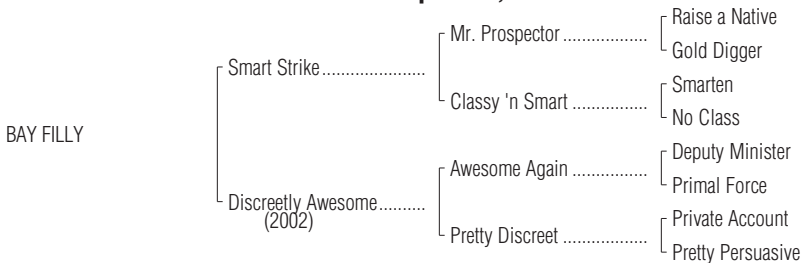 Raise a Native
Mr. Prospector ..................
Gold Digger
Smart Strike......................
Smarten
Classy 'n Smart ................
No Class
BAY FILLY
Deputy Minister
Awesome Again ................
Primal Force
Discreetly Awesome..........
(2002)
Private Account
Pretty Discreet ..................
Pretty Persuasive